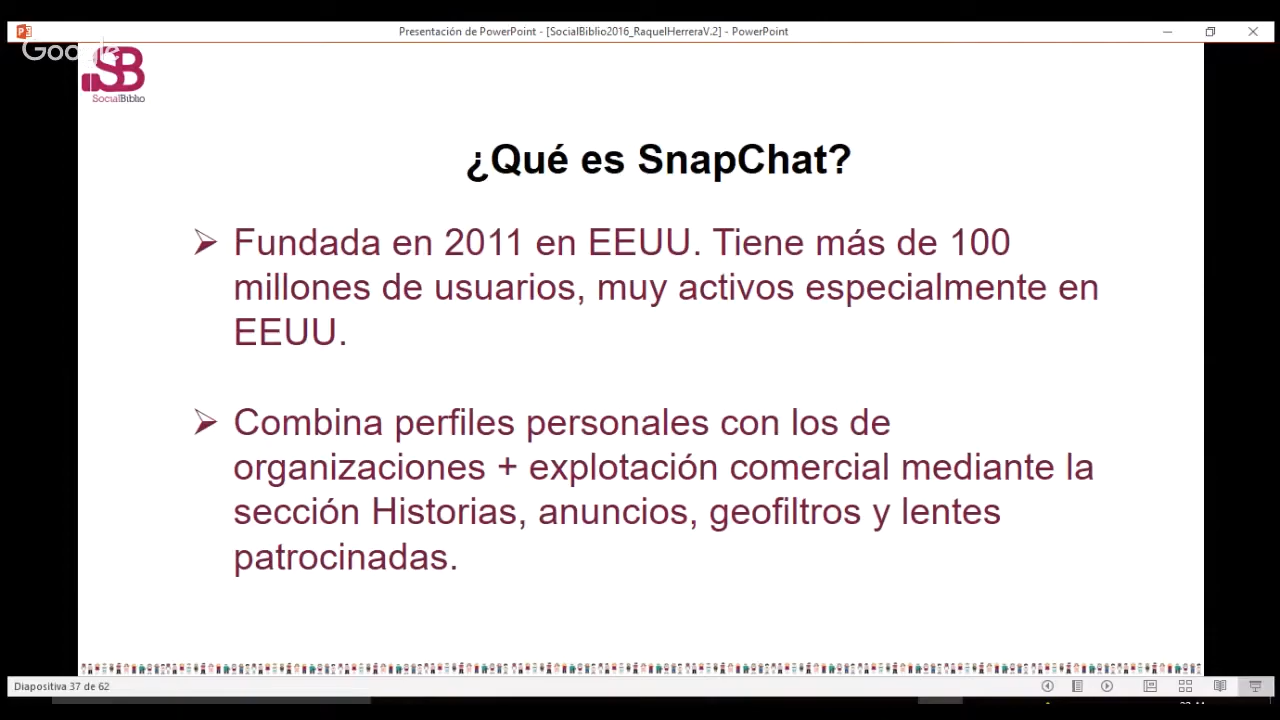 Presentación de PowerPoint - [SocialBiblio2016_RaquelHerreraV.2] - PowerPoint
Google
SB
SocialBiblio
¿Qué es SnapChat?
Fundada en 2011 en EEUU. Tiene más de 100
millones de usuarios, muy activos especialmente en
EEUU.
Combina perfiles personales con los de
organizaciones + explotación comercial mediante la
sección Historias, anuncios, geofiltros y lentes
patrocinadas.
Diapositiva 37 de 62